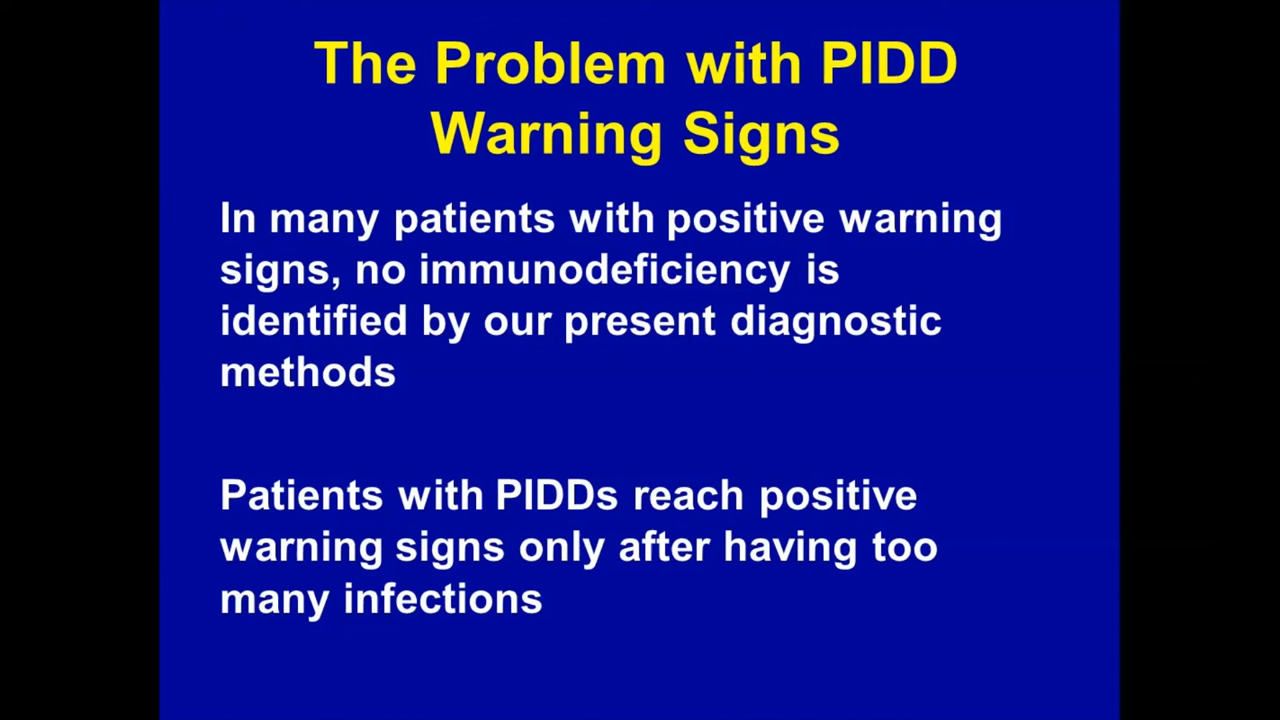 The Problem with PIDD
Warning Signs
In many patients with positive warning
signs, no immunodeficiency is
identified by our present diagnostic
methods
Patients with PIDDs reach positive
warning signs only after having too
many infections